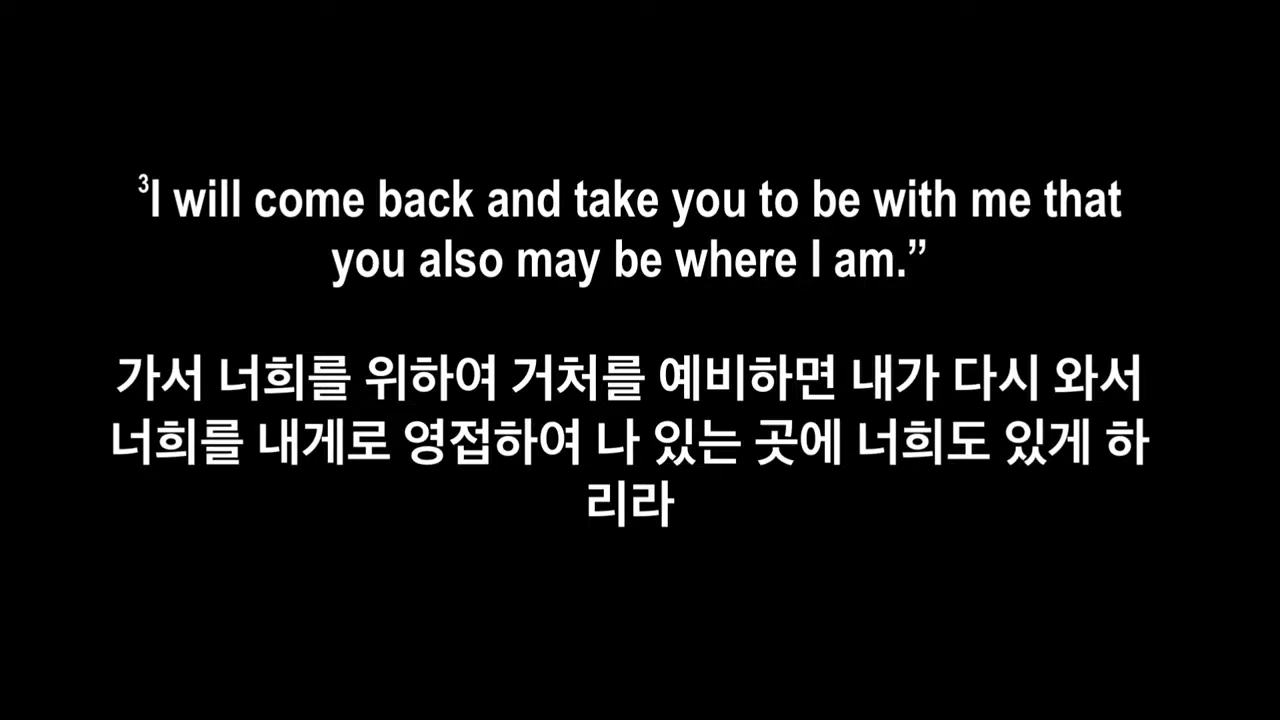 ³I will come back and take you to be with me that
you also may be where I am.”
가서 너희를 위하여 거처를 예비하면 내가 다시 와서
너희를 내게로 영접하여 나 있는 곳에 너희도 있게 하
리라